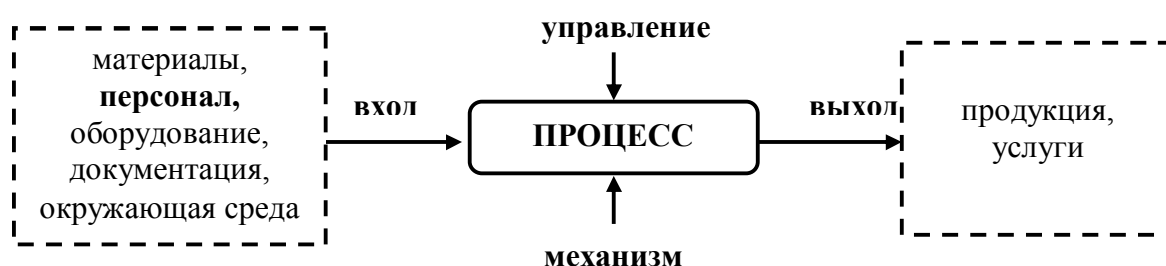 управление
материалы,
персонал,
оборудование,
документация,
окружающая среда
вход
ПРОЦЕСС
выход
продукция,
услуги
механизм